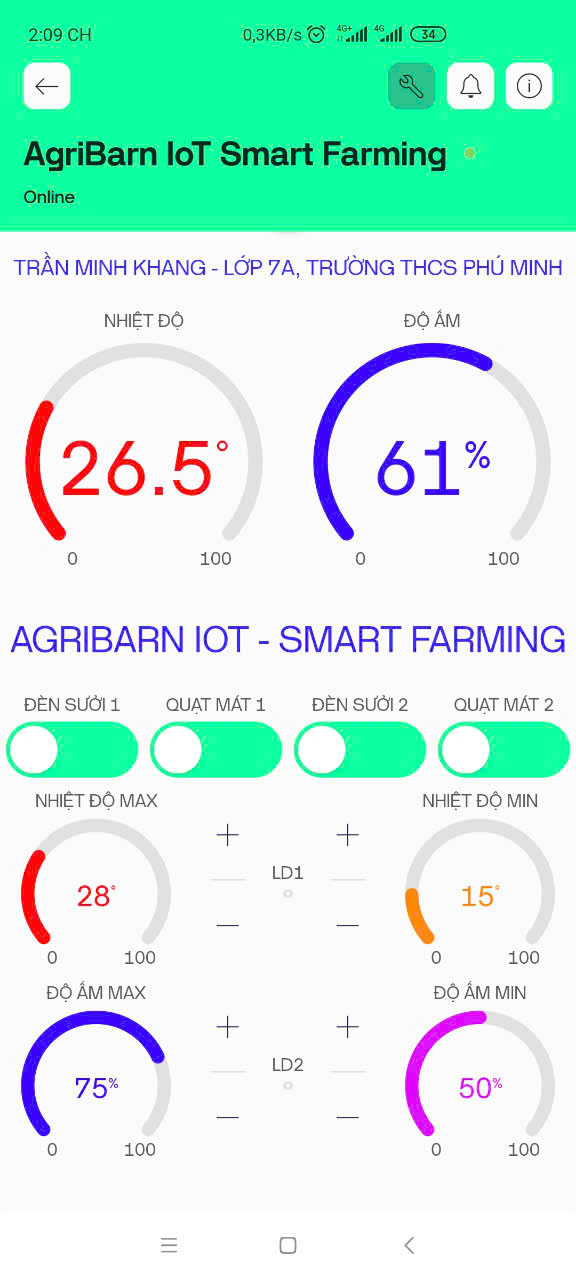 2:09 CH 0,3KB/s 4G+ 4G 34
AgriBarn IoT Smart Farming
Online
TRẦN MINH KHANG - LỚP 7A, TRƯỜNG THCS PHÚ MINH
NHIỆT ĐỘ ĐỘ ẨM
26.5° 61%
0 100 0 100
AGRIBARN IOT - SMART FARMING
ĐÈN SƯỞI 1 QUẠT MÁT 1 ĐÈN SƯỞI 2 QUẠT MÁT 2
NHIỆT ĐỘ MAX NHIỆT ĐỘ MIN
+ +
28° LD1 15°
− −
0 100 0 100
ĐỘ ẨM MAX ĐỘ ẨM MIN
+ +
75% LD2 50%
− −
0 100 0 100